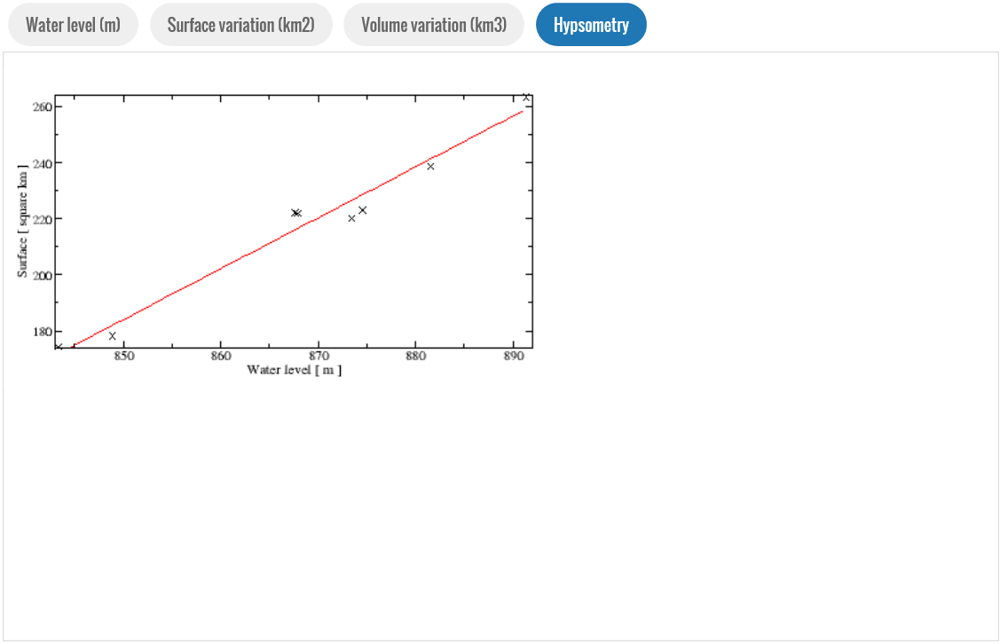 Water level (m) Surface variation (km2) Volume variation (km3) Hypsometry
260
240
220
200
180
Surface [ square km ]
850 860 870 880 890
Water level [ m ]